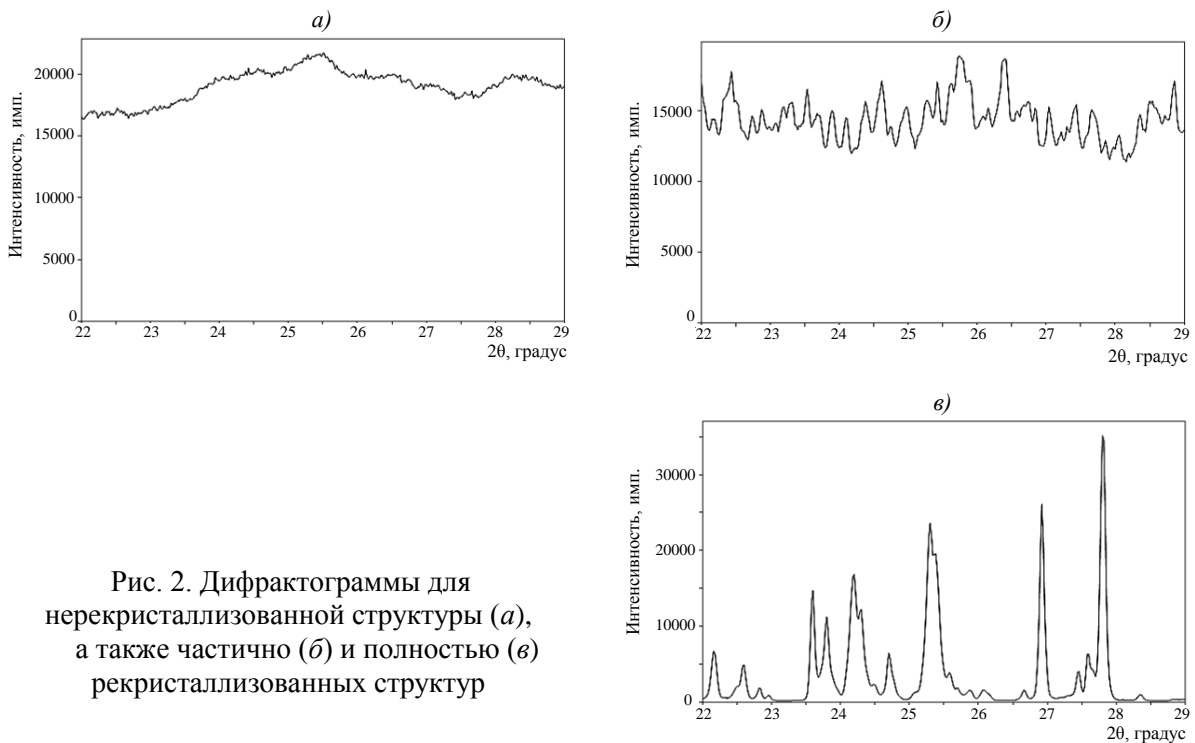 а)
Интенсивность, имп.
20000
15000
10000
5000
0
22 23 24 25 26 27 28 29
2θ, градус
б)
Интенсивность, имп.
15000
10000
5000
0
22 23 24 25 26 27 28 29
2θ, градус
в)
Интенсивность, имп.
30000
20000
10000
0
22 23 24 25 26 27 28 29
2θ, градус
Рис. 2. Дифрактограммы для
нерекристаллизованной структуры (а),
а также частично (б) и полностью (в)
рекристаллизованных структур